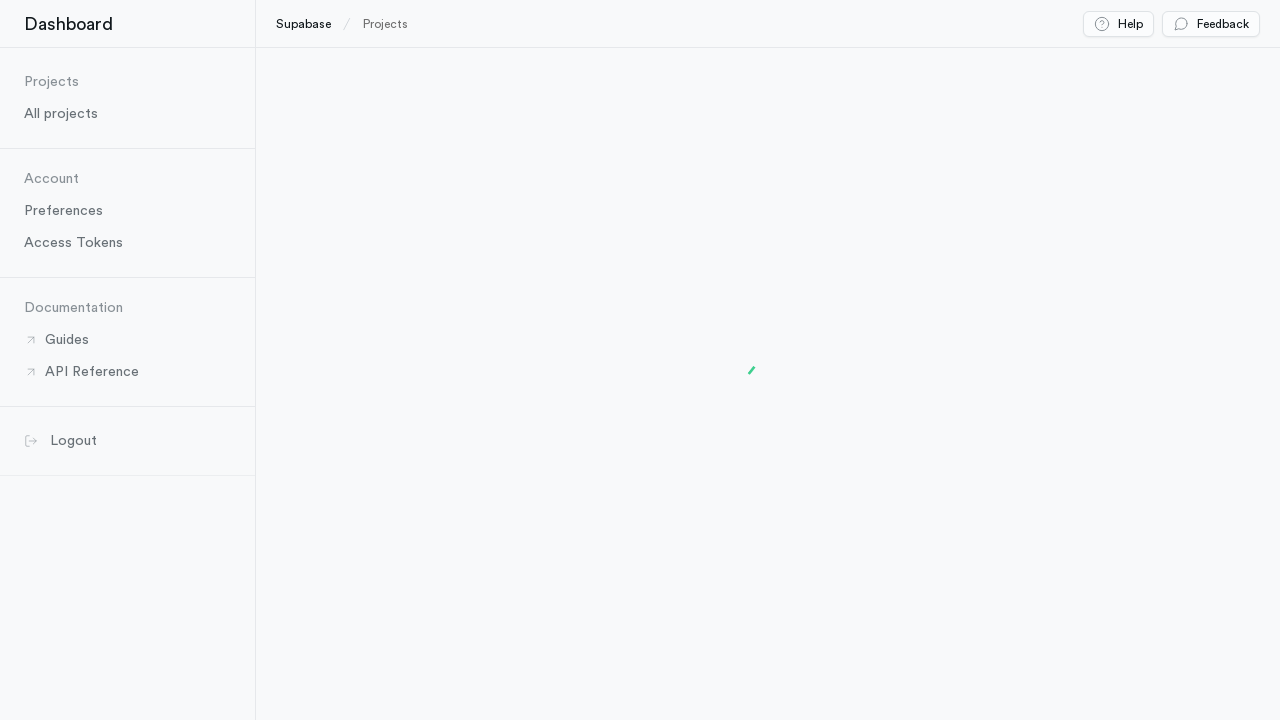 Dashboard
Supabase / Projects
Help
Feedback
Projects
All projects
Account
Preferences
Access Tokens
Documentation
Guides
API Reference
Logout